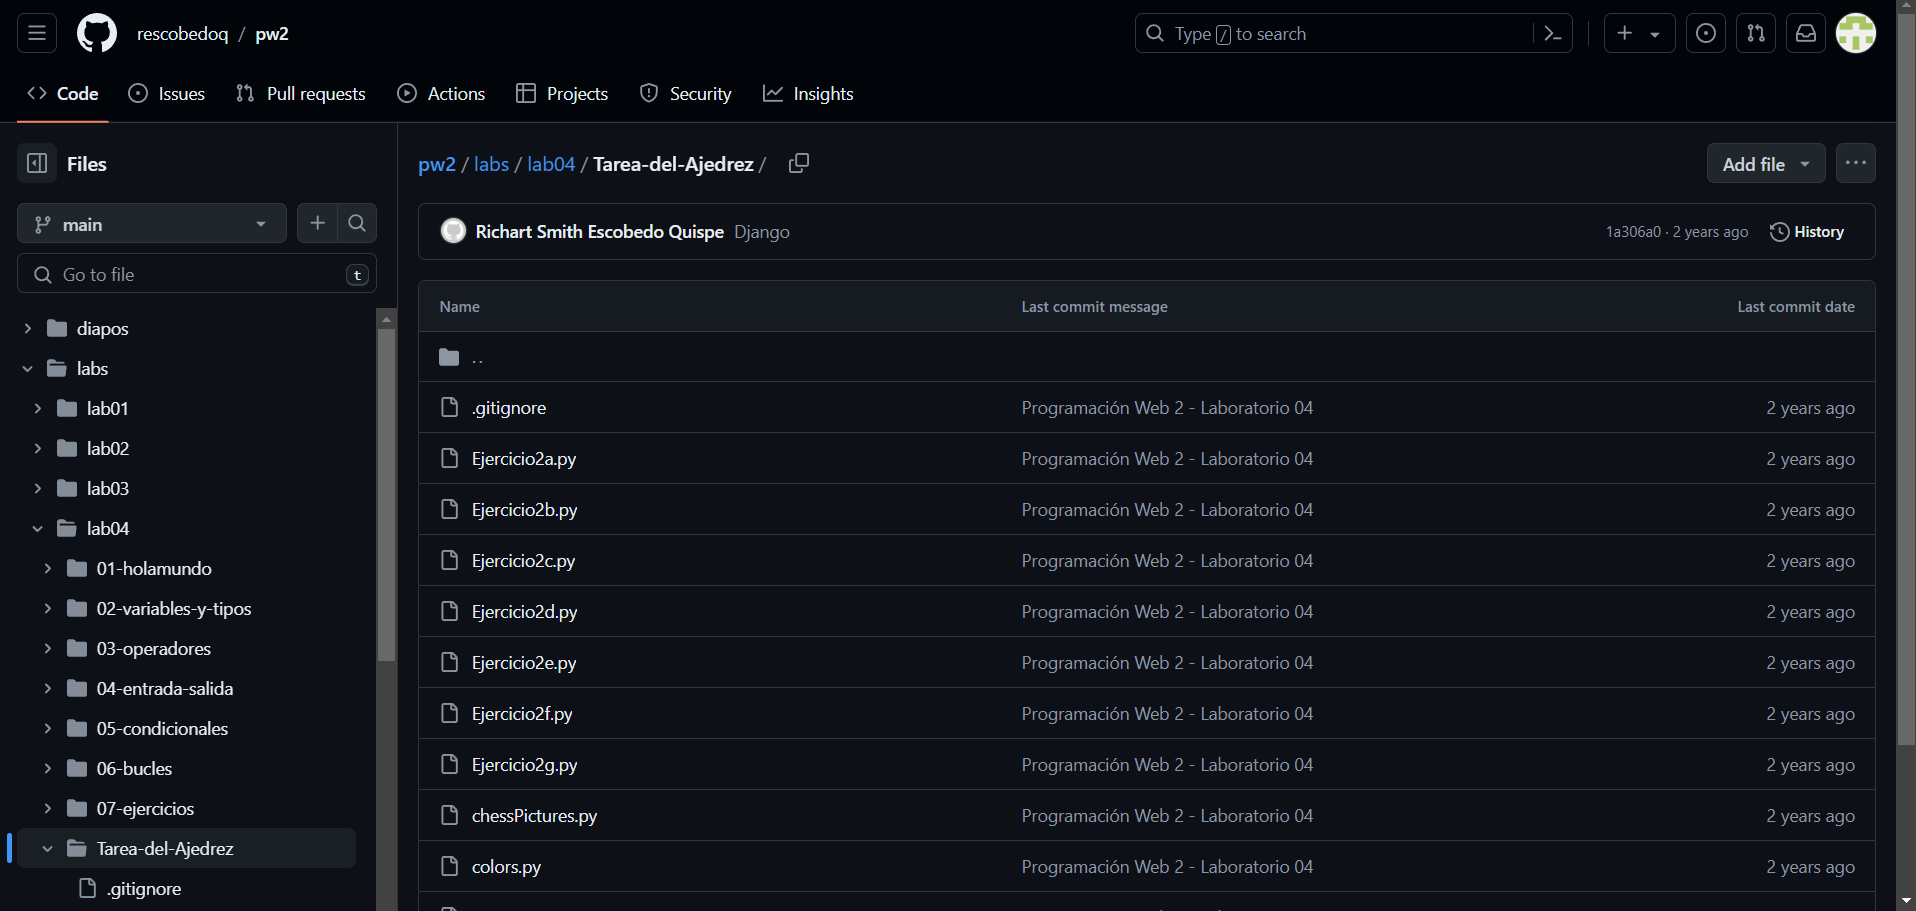 rescobedoq / pw2
Type / to search
Code Issues Pull requests Actions Projects Security Insights
Files
main
Go to file t
diapos
labs
lab01
lab02
lab03
lab04
01-holamundo
02-variables-y-tipos
03-operadores
04-entrada-salida
05-condicionales
06-bucles
07-ejercicios
Tarea-del-Ajedrez
.gitignore
pw2 / labs / lab04 / Tarea-del-Ajedrez /
Add file
Richart Smith Escobedo Quispe Django 1a306a0 · 2 years ago History
Name Last commit message Last commit date
..
.gitignore Programación Web 2 - Laboratorio 04 2 years ago
Ejercicio2a.py Programación Web 2 - Laboratorio 04 2 years ago
Ejercicio2b.py Programación Web 2 - Laboratorio 04 2 years ago
Ejercicio2c.py Programación Web 2 - Laboratorio 04 2 years ago
Ejercicio2d.py Programación Web 2 - Laboratorio 04 2 years ago
Ejercicio2e.py Programación Web 2 - Laboratorio 04 2 years ago
Ejercicio2f.py Programación Web 2 - Laboratorio 04 2 years ago
Ejercicio2g.py Programación Web 2 - Laboratorio 04 2 years ago
chessPictures.py Programación Web 2 - Laboratorio 04 2 years ago
colors.py Programación Web 2 - Laboratorio 04 2 years ago